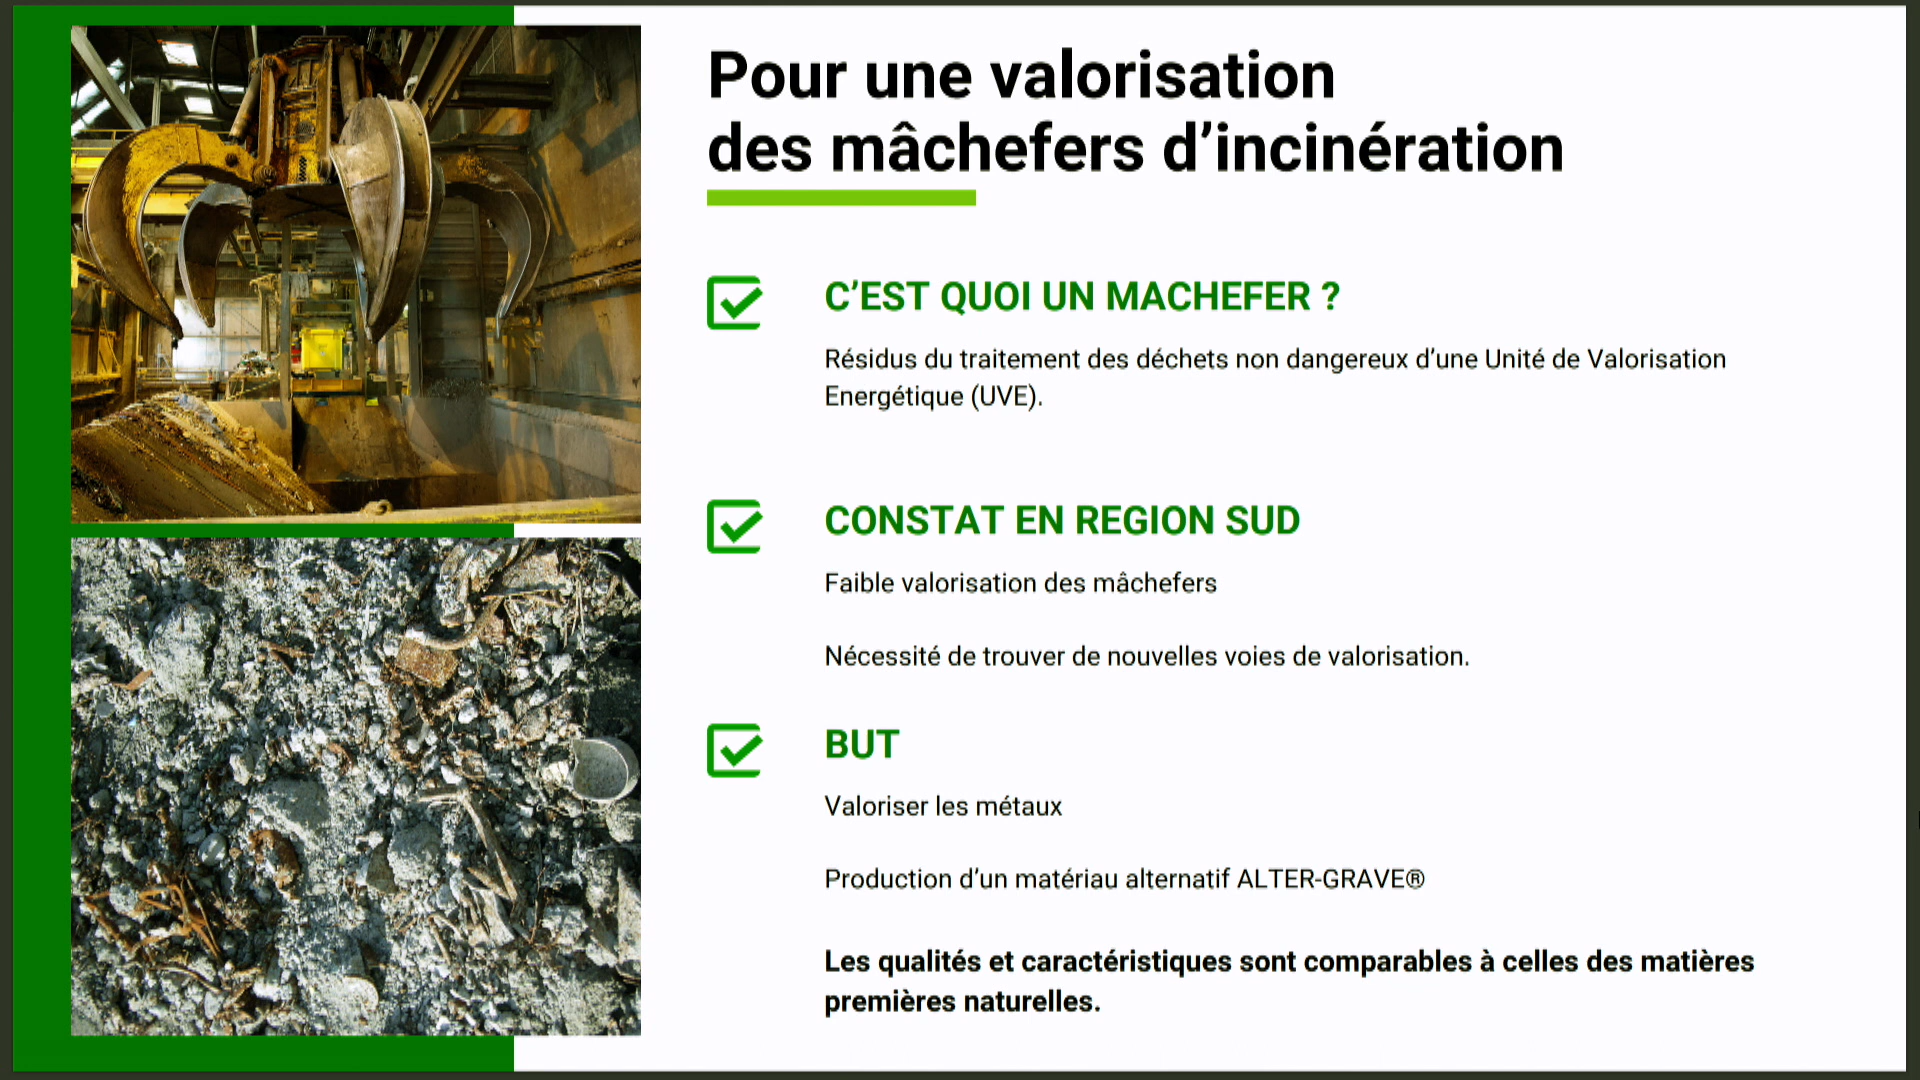 Pour une valorisation
des mâchefers d’incinération
C’EST QUOI UN MACHEFER ?
Résidus du traitement des déchets non dangereux d’une Unité de Valorisation
Energétique (UVE).
CONSTAT EN REGION SUD
Faible valorisation des mâchefers
Nécessité de trouver de nouvelles voies de valorisation.
BUT
Valoriser les métaux
Production d’un matériau alternatif ALTER-GRAVE®
Les qualités et caractéristiques sont comparables à celles des matières
premières naturelles.